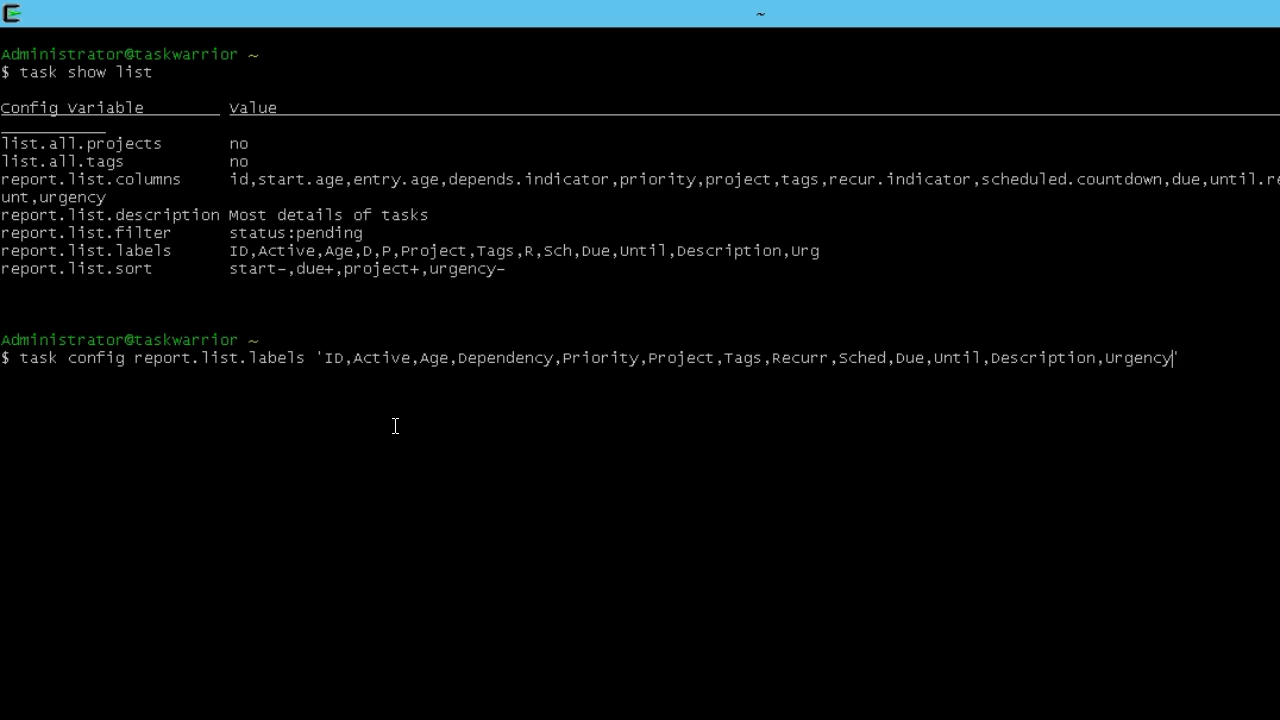 ~
Administrator@taskwarrior ~
$ task show list
Config Variable Value
list.all.projects no
list.all.tags no
report.list.columns id,start.age,entry.age,depends.indicator,priority,project,tags,recur.indicator,scheduled.countdown,due,until.re
unt,urgency
report.list.description Most details of tasks
report.list.filter status:pending
report.list.labels ID,Active,Age,D,P,Project,Tags,R,Sch,Due,Until,Description,Urg
report.list.sort start-,due+,project+,urgency-
Administrator@taskwarrior ~
$ task config report.list.labels 'ID,Active,Age,Dependency,Priority,Project,Tags,Recurr,Sched,Due,Until,Description,Urgency'